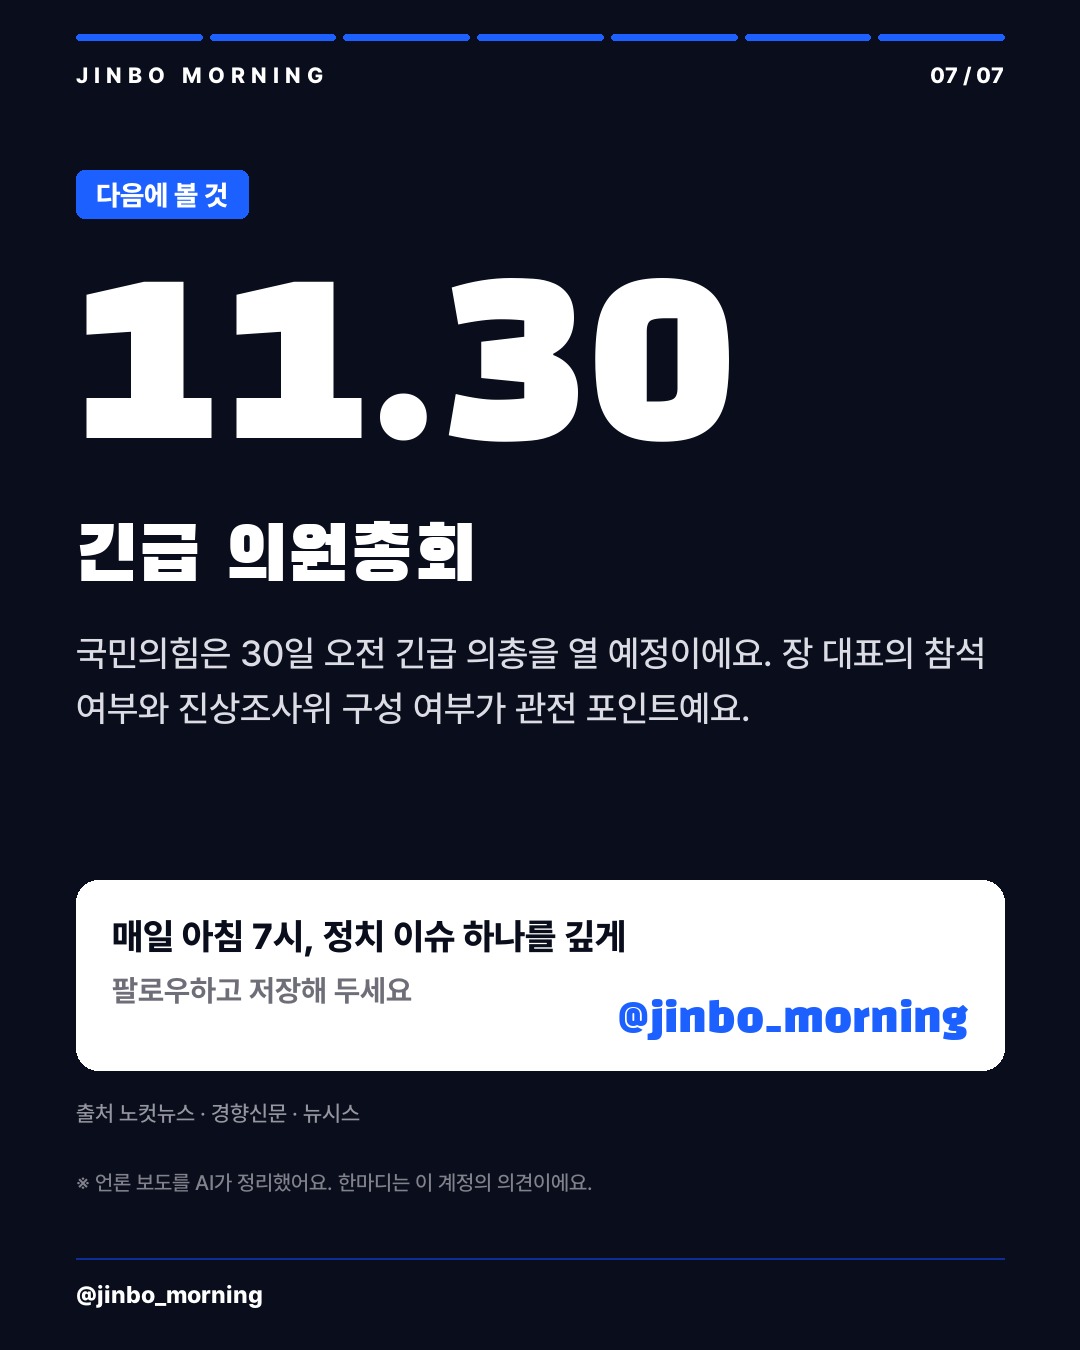 JINBO MORNING
07 / 07
다음에 볼 것
11.30
긴급 의원총회
국민의힘은 30일 오전 긴급 의총을 열 예정이에요. 장 대표의 참석
여부와 진상조사위 구성 여부가 관전 포인트예요.
매일 아침 7시, 정치 이슈 하나를 깊게
팔로우하고 저장해 두세요
@jinbo_morning
출처 노컷뉴스 · 경향신문 · 뉴시스
※ 언론 보도를 AI가 정리했어요. 한마디는 이 계정의 의견이에요.
@jinbo_morning